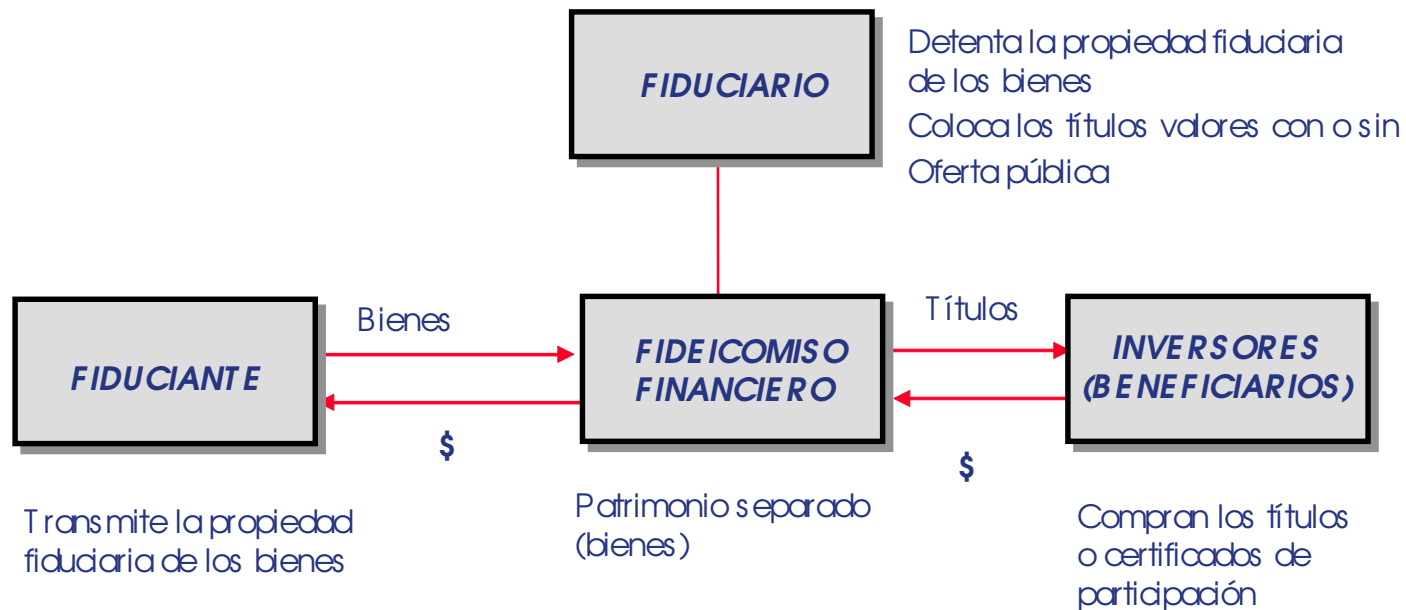 FIDUCIARIO
Detenta la propiedad fiduciaria
de los bienes
Coloca los títulos valores con o sin
Oferta pública
FIDUCIANTE
Bienes
$
FIDEICOMISO
FINANCIERO
Títulos
$
INVERSORES
(BENEFICIARIOS)
Transmite la propiedad
fiduciaria de los bienes
Patrimonio separado
(bienes)
Compran los títulos
o certificados de
participación